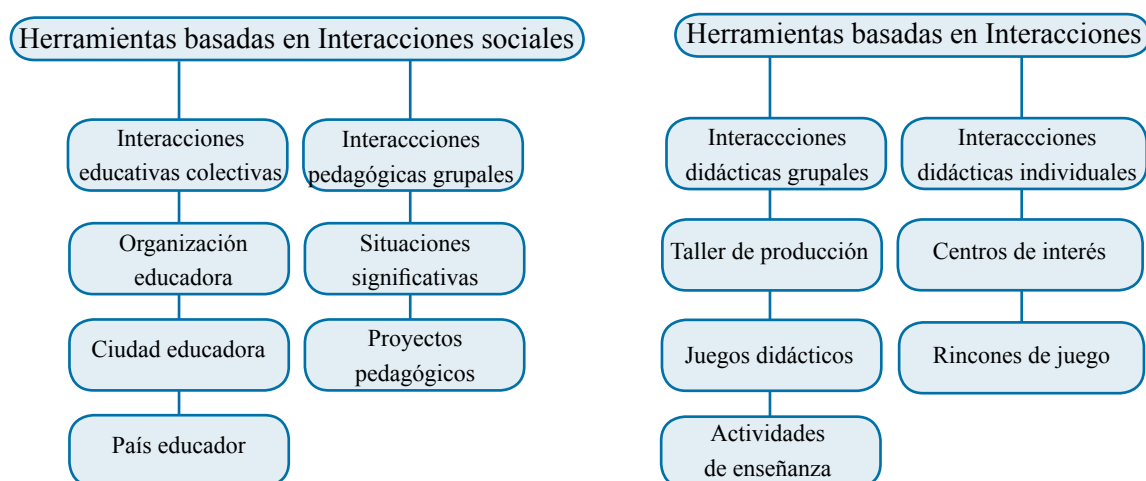 Herramientas basadas en Interacciones sociales
Interacciones
educativas colectivas
Interaccciones
pedagógicas grupales
Organización
educadora
Situaciones
significativas
Ciudad educadora
Proyectos
pedagógicos
País educador
Herramientas basadas en Interacciones
Interaccciones
didácticas grupales
Interaccciones
didácticas individuales
Taller de producción
Centros de interés
Juegos didácticos
Rincones de juego
Actividades
de enseñanza